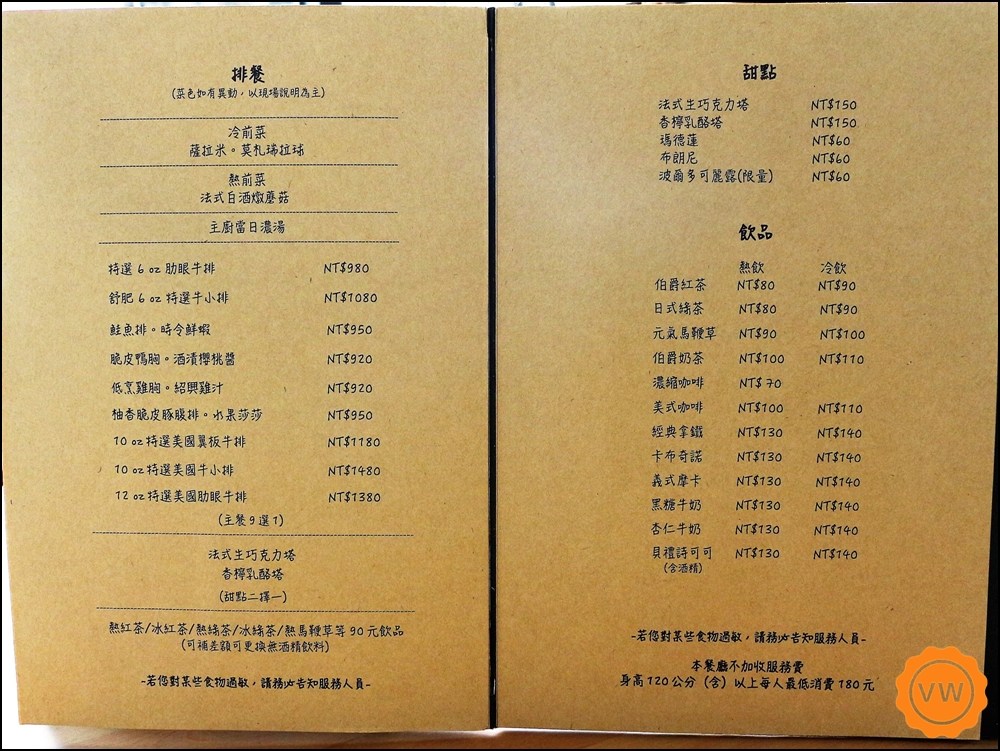 排餐
(菜色如有異動，以現場說明為主)
冷前菜
薩拉米。莫札瑞拉球
熱前菜
法式白酒燉蘑菇
主廚當日濃湯
特選 6 oz 肋眼牛排 NT$980
舒肥 6 oz 特選牛小排 NT$1080
鮭魚排。時令鮮蝦 NT$950
脆皮鴨胸。酒漬櫻桃醬 NT$920
低烹雞胸。紹興雞汁 NT$920
柚香脆皮豚腹排。水果莎莎 NT$950
10 oz 特選美國翼板牛排 NT$1180
10 oz 特選美國牛小排 NT$1480
12 oz 特選美國肋眼牛排 NT$1380
(主餐 9 選 1)
法式生巧克力塔
香檸乳酪塔
(甜點二擇一)
熱紅茶/冰紅茶/熱綠茶/冰綠茶/熱馬鞭草等 90 元飲品
(可補差額可更換無酒精飲料)
-若您對某些食物過敏，請務必告知服務人員-
甜點
法式生巧克力塔 NT$150
香檸乳酪塔 NT$150
瑪德蓮 NT$60
布朗尼 NT$60
波爾多可麗露(限量) NT$60
飲品
熱飲 冷飲
伯爵紅茶 NT$80 NT$90
日式綠茶 NT$80 NT$90
元氣馬鞭草 NT$90 NT$100
伯爵奶茶 NT$100 NT$110
濃縮咖啡 NT$ 70
美式咖啡 NT$100 NT$110
經典拿鐵 NT$130 NT$140
卡布奇諾 NT$130 NT$140
義式摩卡 NT$130 NT$140
黑糖牛奶 NT$130 NT$140
杏仁牛奶 NT$130 NT$140
貝禮詩可可 NT$130 NT$140
(含酒精)
-若您對某些食物過敏，請務必告知服務人員-
本餐廳不加收服務費
身高 120 公分（含）以上每人最低消費 180 元
VW